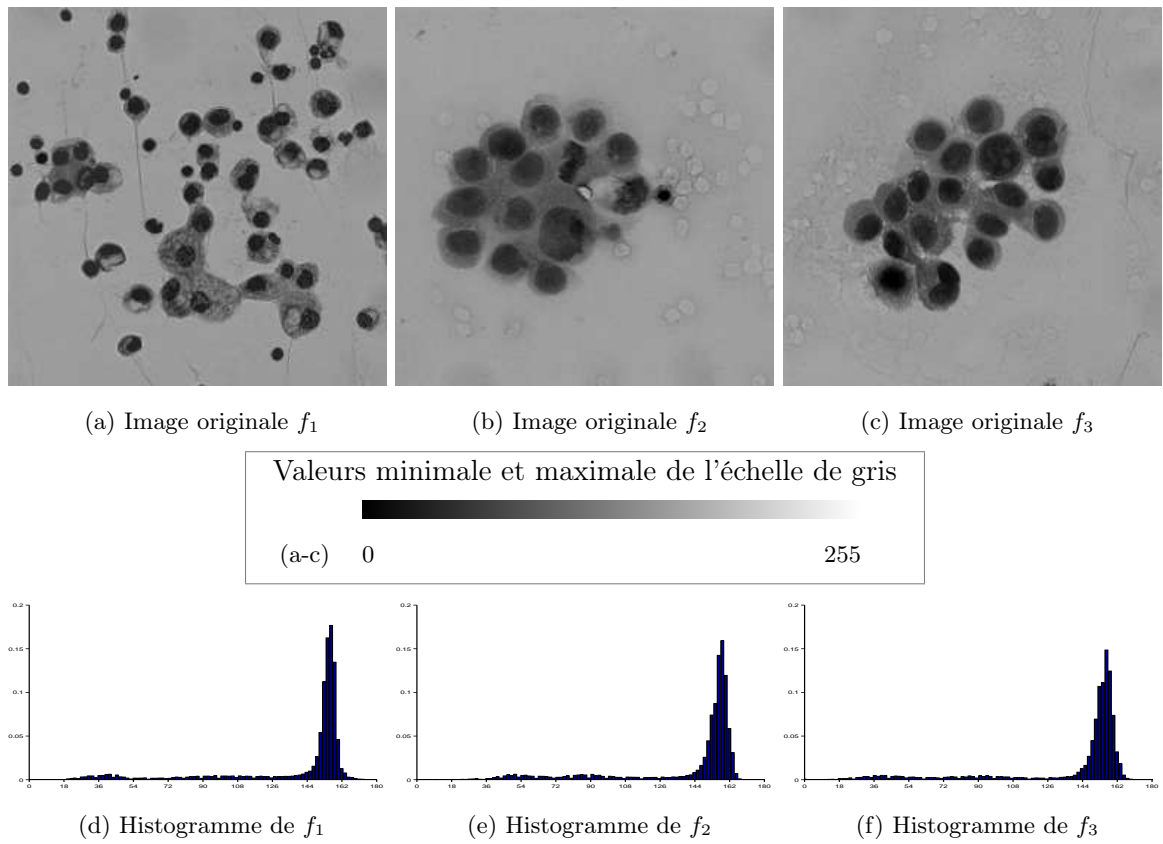 (a) Image originale f1
(b) Image originale f2
(c) Image originale f3
Valeurs minimale et maximale de l'échelle de gris
(a-c) 0 255
0.2
0.15
0.1
0.05
0
0 18 36 54 72 90 108 126 144 162 180
0.2
0.15
0.1
0.05
0
0 18 36 54 72 90 108 126 144 162 180
0.2
0.15
0.1
0.05
0
0 18 36 54 72 90 108 126 144 162 180
(d) Histogramme de f1
(e) Histogramme de f2
(f) Histogramme de f3